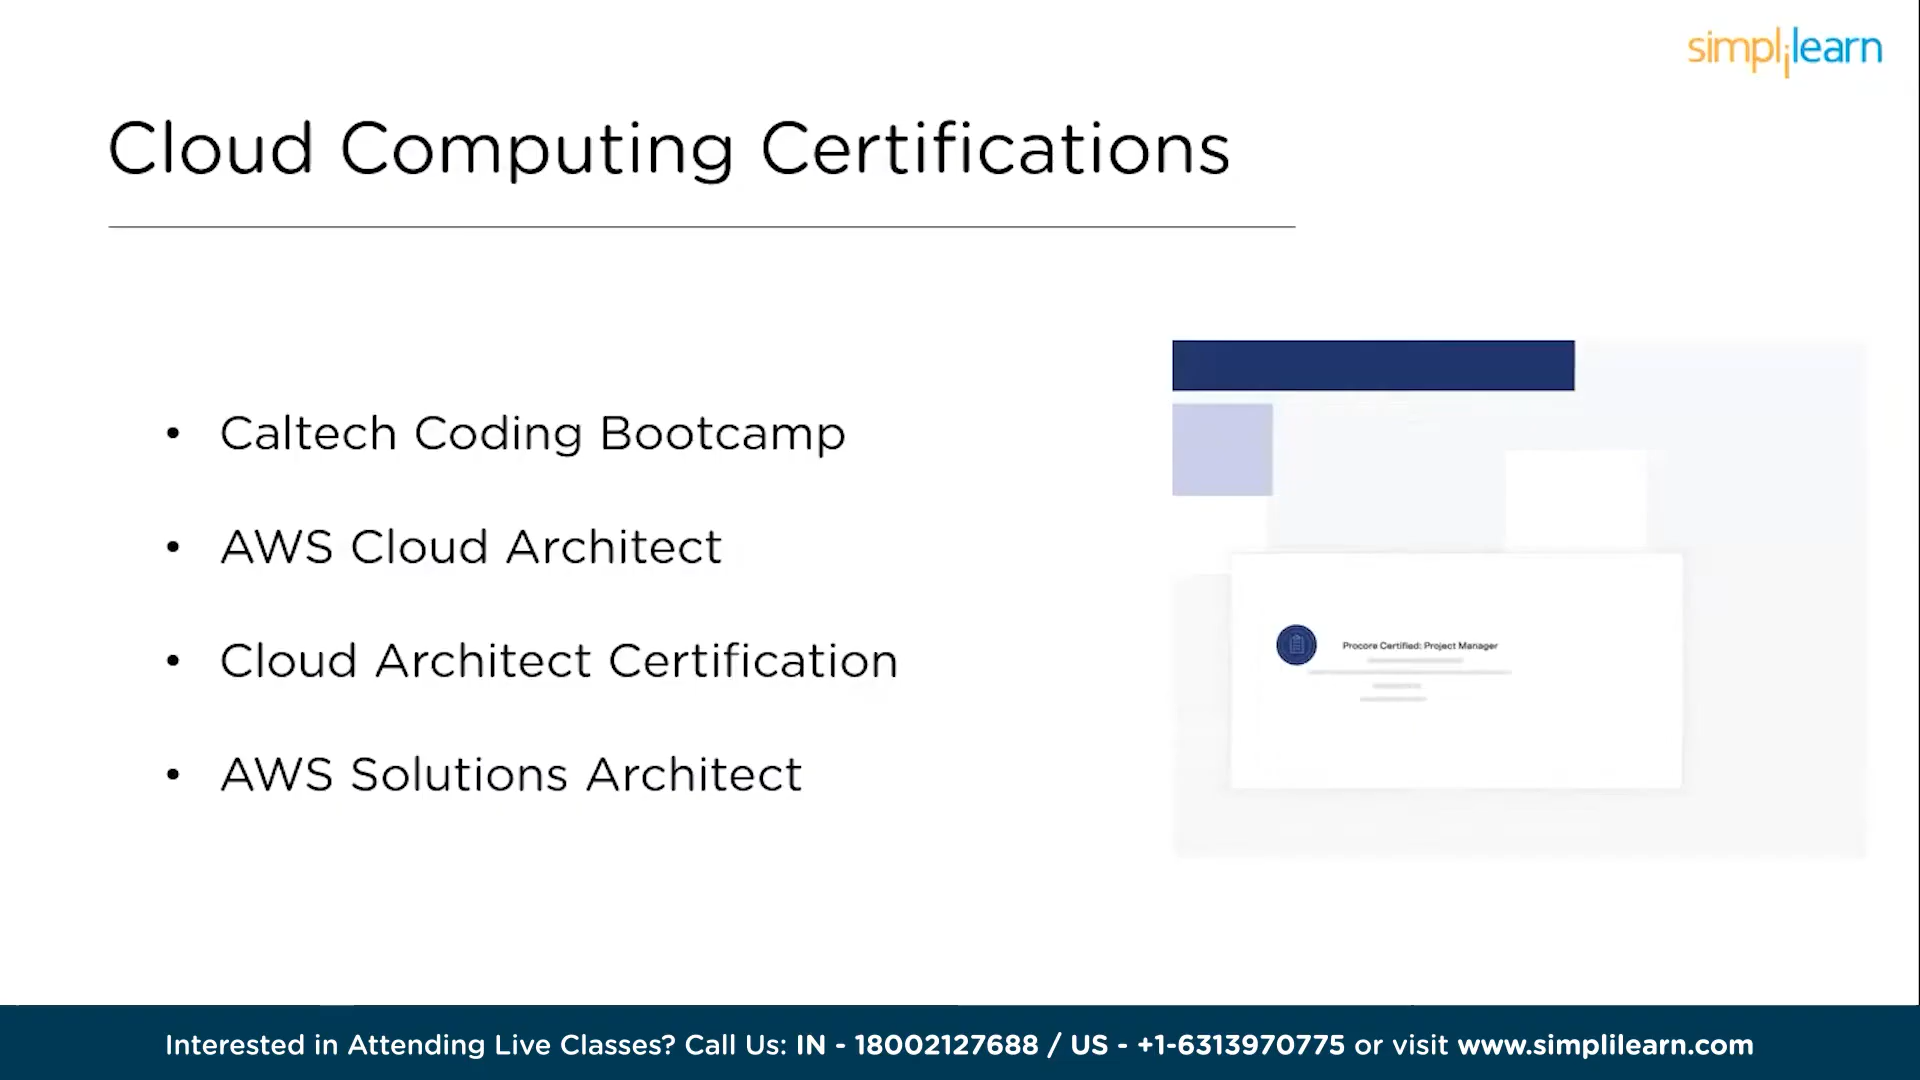 simplilearn
Cloud Computing Certifications
• Caltech Coding Bootcamp
• AWS Cloud Architect
• Cloud Architect Certification
• AWS Solutions Architect
Procore Certified: Project Manager
Interested in Attending Live Classes? Call Us: IN - 18002127688 / US - +1-6313970775 or visit www.simplilearn.com